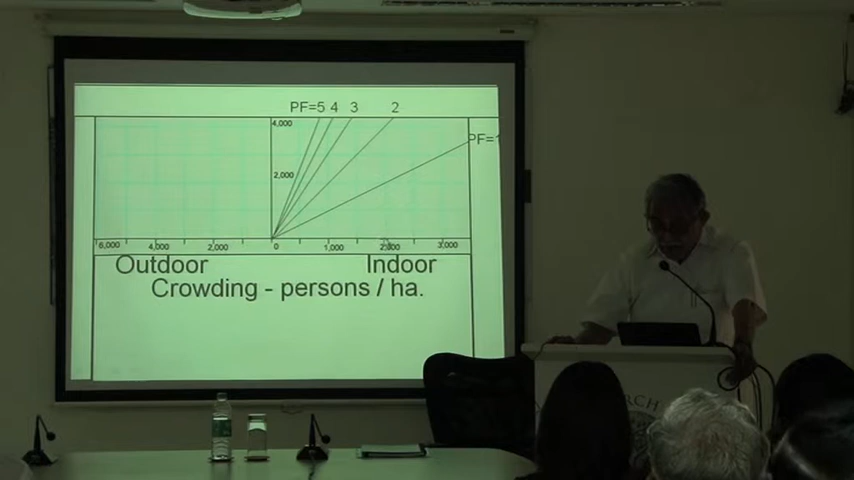 PF=5 4 3 2
4,000
PF=1
2,000
6,000 4,000 2,000 0 1,000 2,000 3,000
Outdoor Indoor
Crowding - persons / ha.
RCH